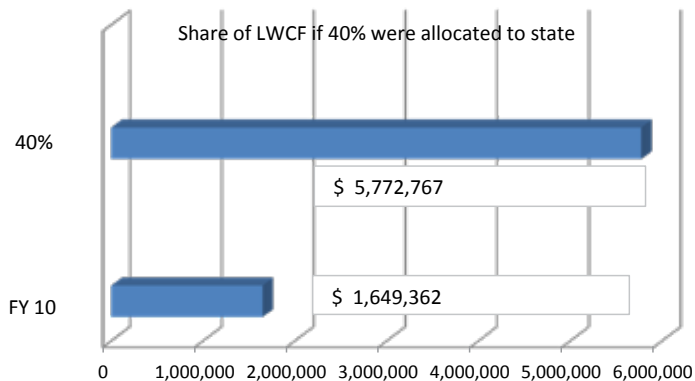 Share of LWCF if 40% were allocated to state
40%
$ 5,772,767
$ 1,649,362
FY 10
0 1,000,000 2,000,000 3,000,000 4,000,000 5,000,000 6,000,000